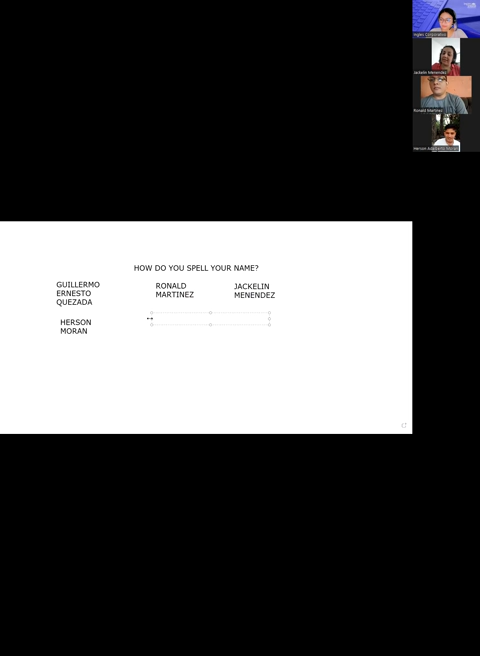 Ingles Corporativo
Jackelin Menendez
Ronald Martinez
HOW DO YOU SPELL YOUR NAME?
GUILLERMO
ERNESTO
QUEZADA
RONALD
MARTINEZ
JACKELIN
MENENDEZ
HERSON
MORAN